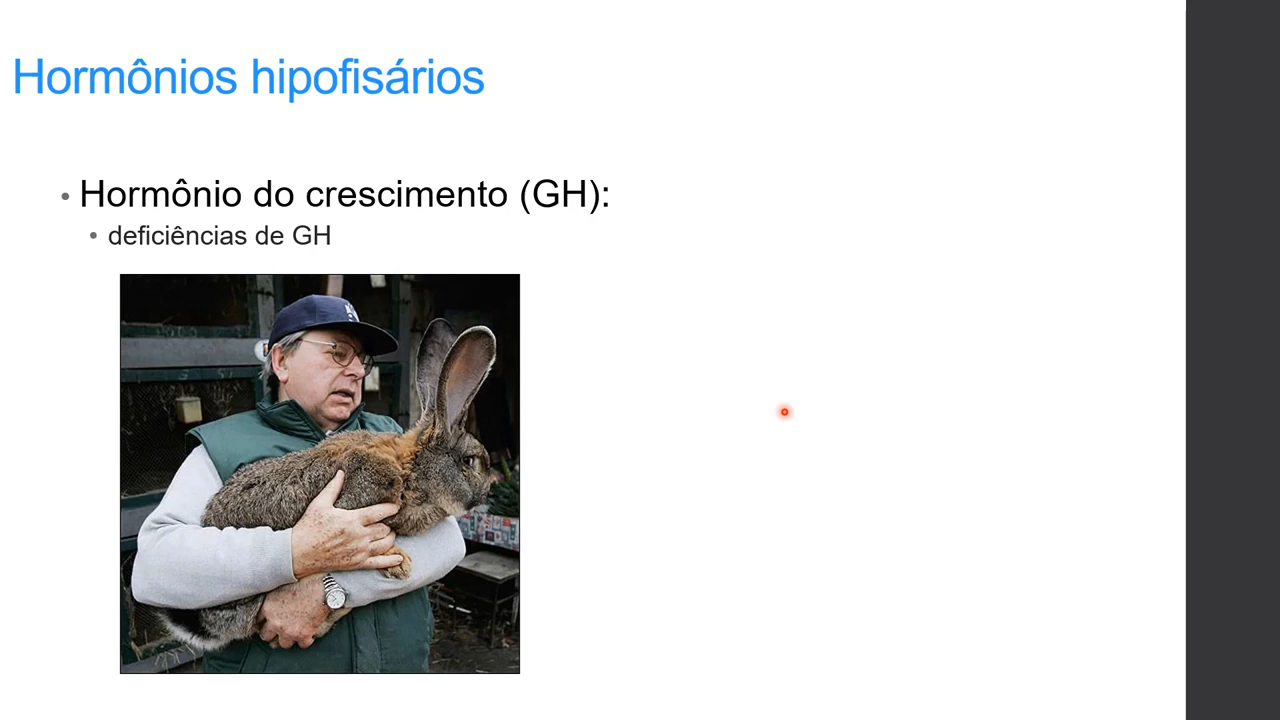 Hormônios hipofisários
• Hormônio do crescimento (GH):
• deficiências de GH